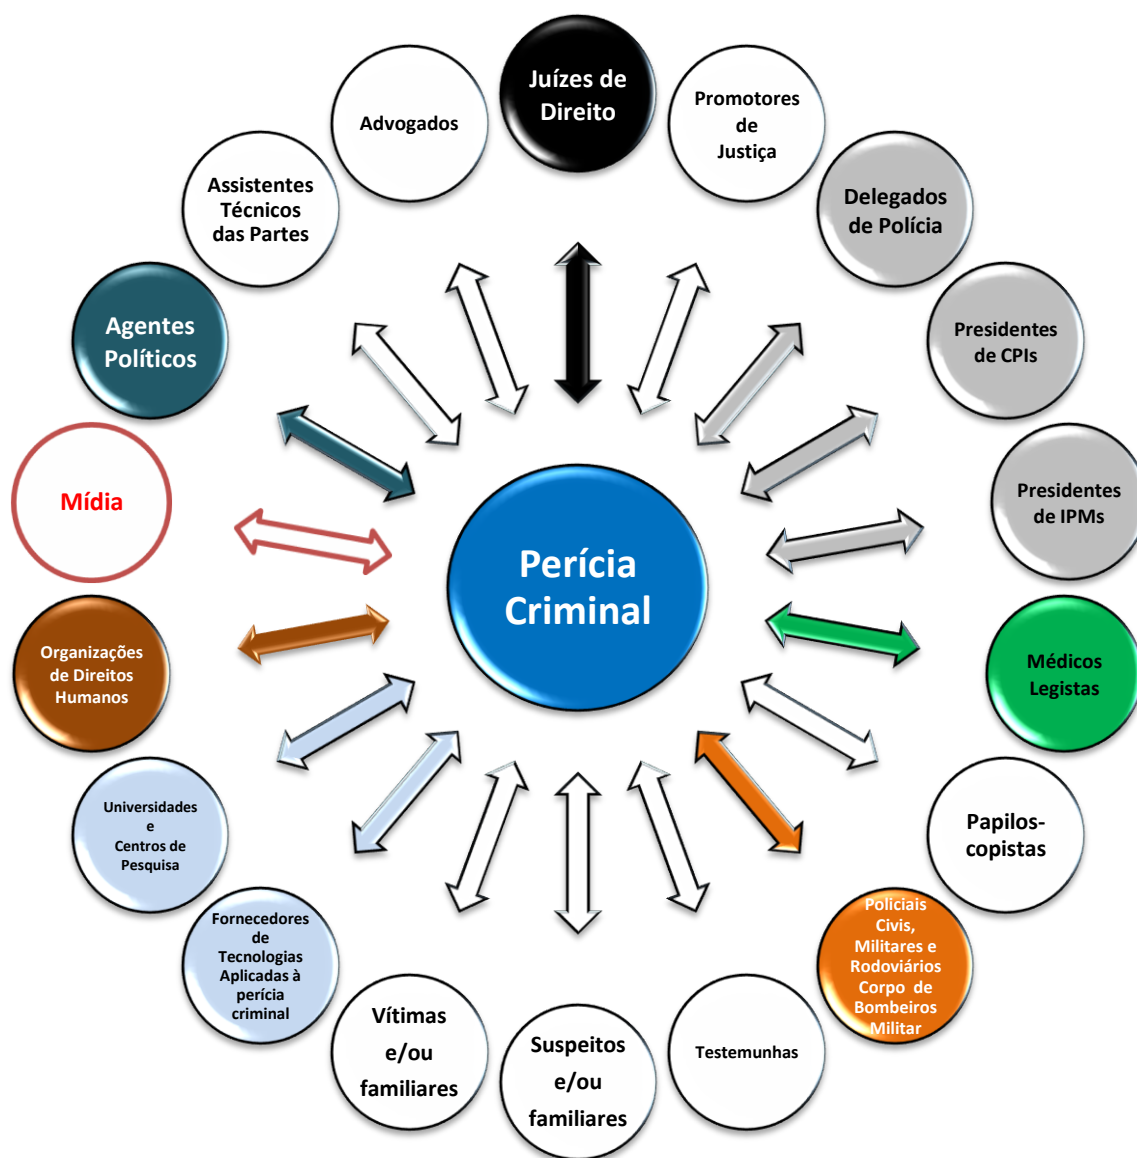 Juízes de
Direito
Promotores
de
Justiça
Delegados
de Polícia
Presidentes
de CPIs
Presidentes
de IPMs
Médicos
Legistas
Papilos-
copistas
Policiais
Civis,
Militares e
Rodoviários
Corpo de
Bombeiros
Militar
Testemunhas
Suspeitos
e/ou
familiares
Vítimas
e/ou
familiares
Fornecedores
de
Tecnologias
Aplicadas à
perícia
criminal
Universidades
e
Centros de
Pesquisa
Organizações
de Direitos
Humanos
Mídia
Agentes
Políticos
Assistentes
Técnicos
das Partes
Advogados
Perícia
Criminal